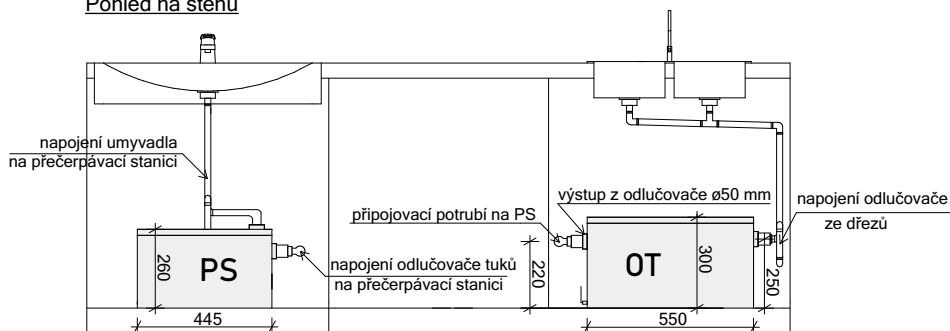 Pohled na stěnu
napojení umyvadla
na přečerpávací stanici
připojovací potrubí na PS
výstup z odlučovače ø50 mm
napojení odlučovače
ze dřezů
260
PS
napojení odlučovače tuků
na přečerpávací stanici
220
OT
300
250
445
550